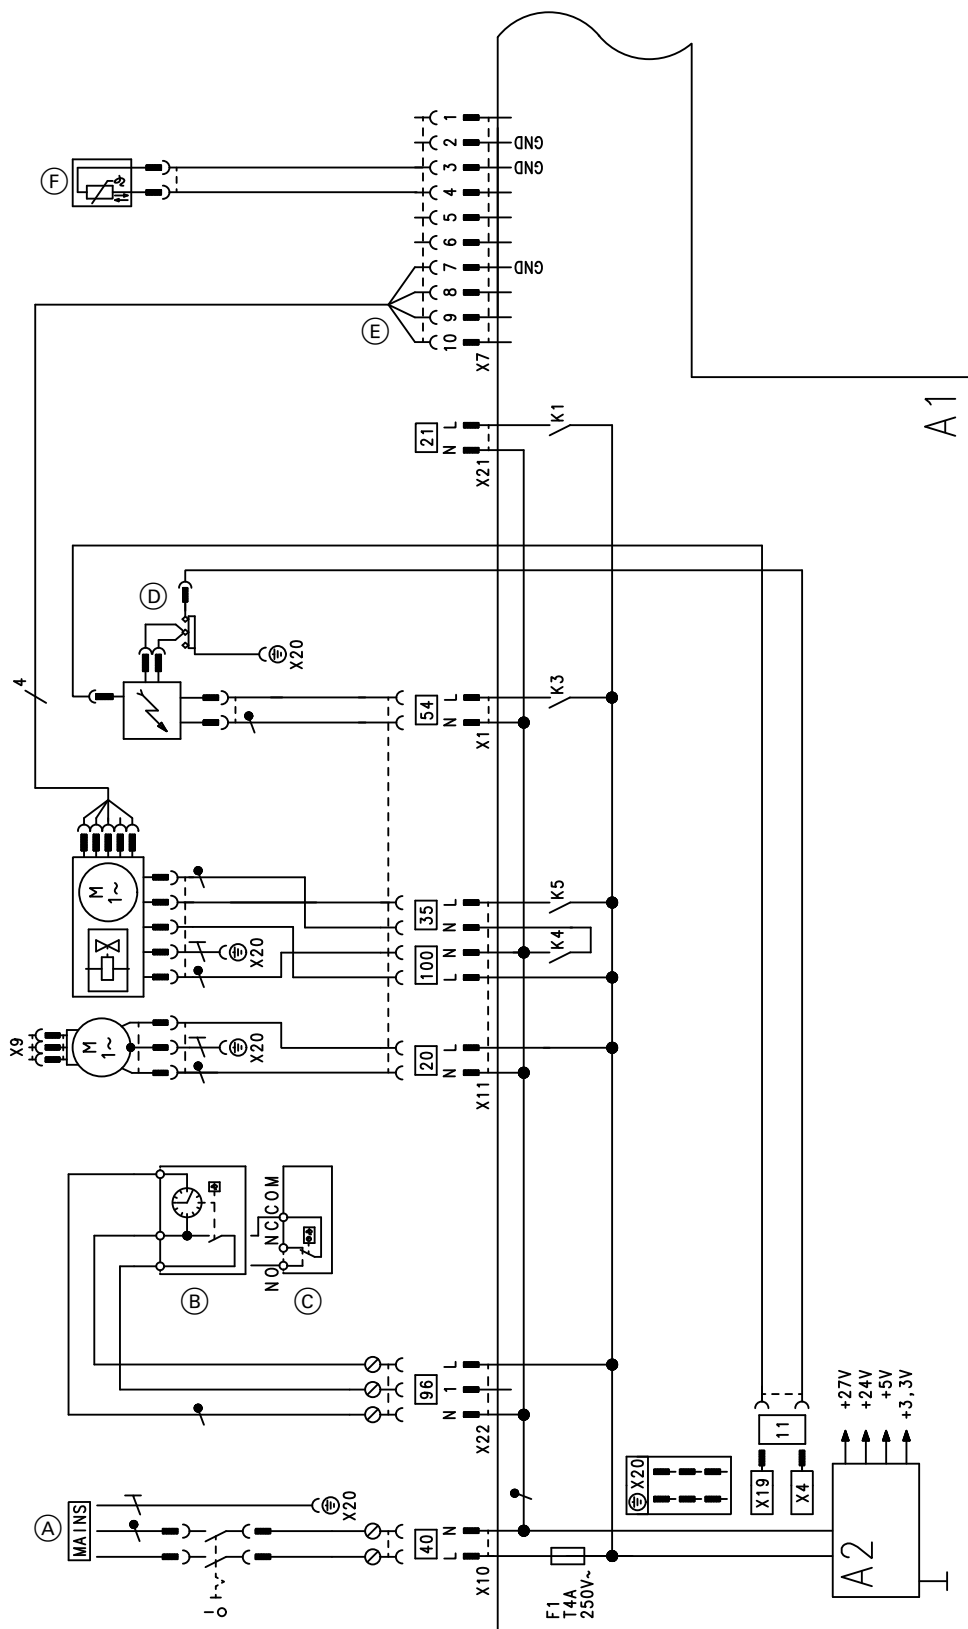 F
1
2 GND
3 GND
4
5
6
7 GND
8
9
10
X7
E
4
21
L
N
X21
K1
A1
D
X20
54
L
N
X1
K3
M
1~
X20
35
L
N
100
N
L
K5
K4
X9
M
1~
X20
20
L
N
X11
B
C
NO NC COM
96
L
1
N
X22
A
MAINS
X20
I
O
40
N
L
X10
F1
T4A
250V~
X20
11
X19
X4
A2
+27V
+24V
+5V
+3,3V